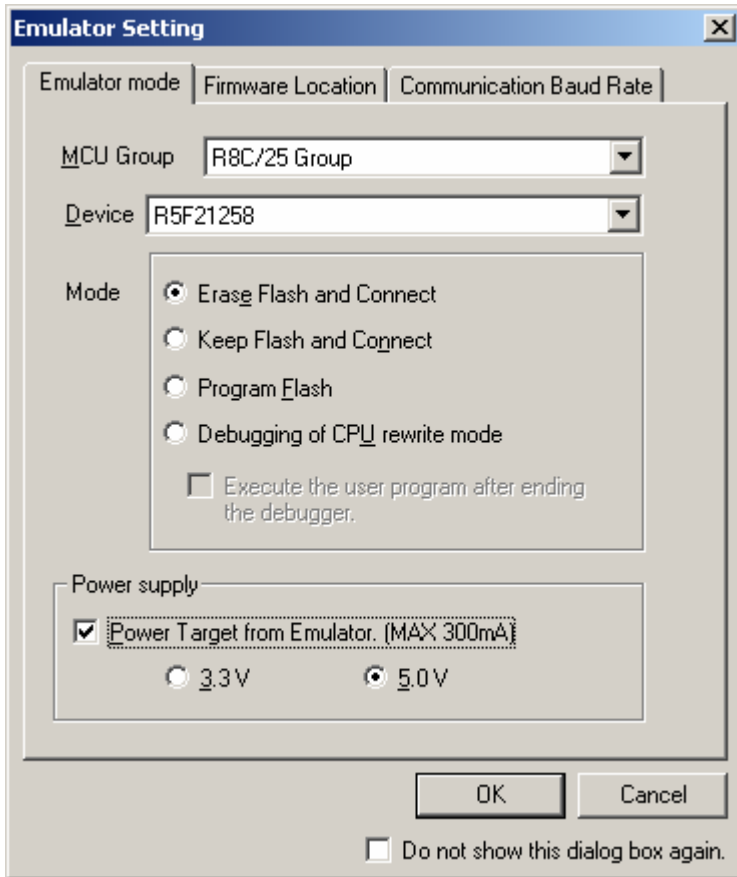 Emulator Setting
Emulator mode
Firmware Location
Communication Baud Rate
MCU Group
R8C/25 Group
Device
R5F21258
Mode
Erase Flash and Connect
Keep Flash and Connect
Program Flash
Debugging of CPU rewrite mode
Execute the user program after ending
the debugger.
Power supply
Power Target from Emulator. (MAX 300mA)
3.3 V
5.0 V
OK
Cancel
Do not show this dialog box again.